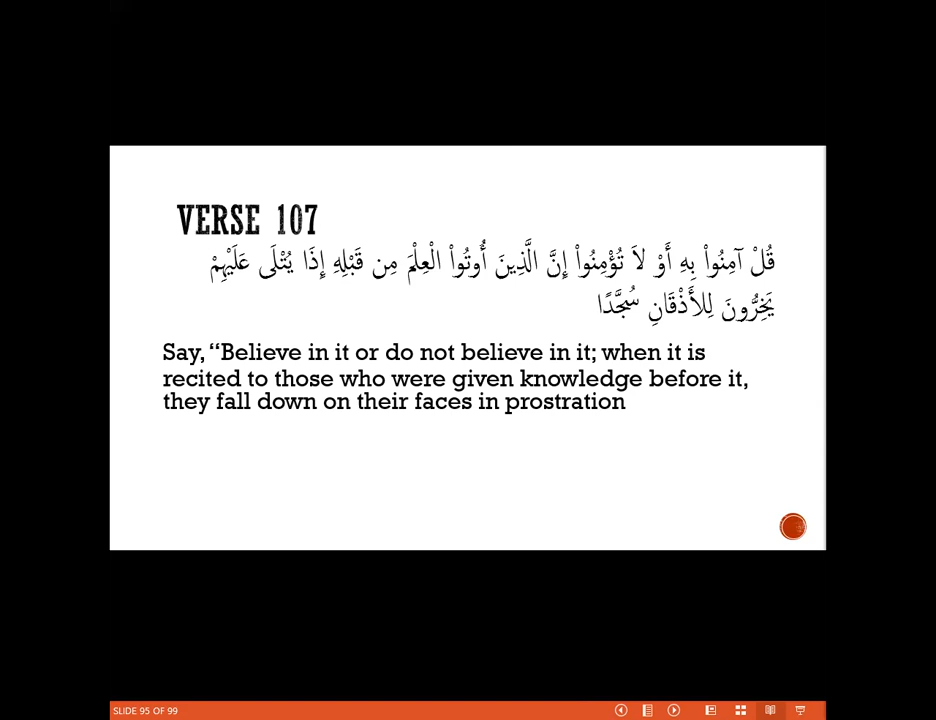 VERSE 107
قُلْ آمِنُواْ بِهِ أَوْ لاَ تُؤْمِنُواْ إِنَّ الَّذِينَ أُوتُواْ الْعِلْمَ مِن قَبْلِهِ إِذَا يُتْلَى عَلَيْهِمْ
يَخِرُّونَ لِلأَذْقَانِ سُجَّدًا
Say, “Believe in it or do not believe in it; when it is
recited to those who were given knowledge before it,
they fall down on their faces in prostration
SLIDE 95 OF 99